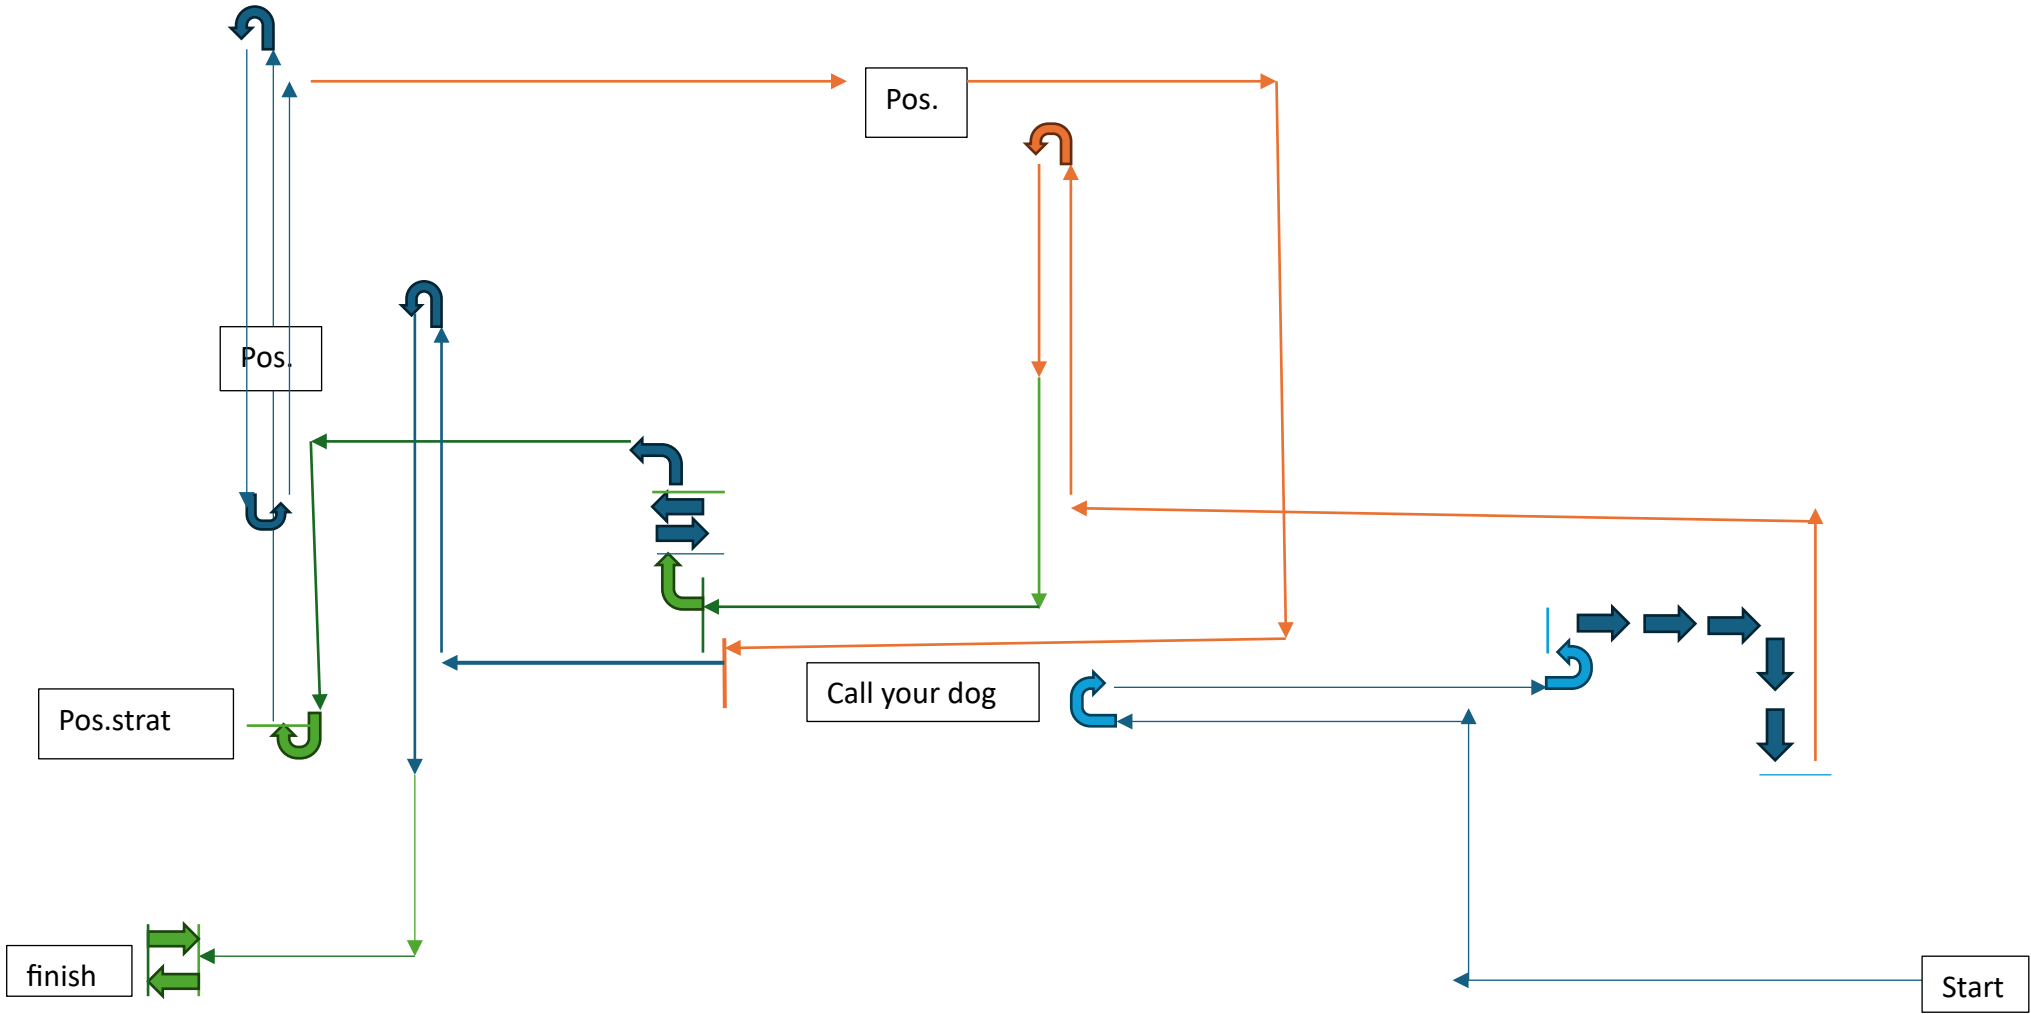 Pos.
Pos.
Call your dog
Pos.strat
finish
Start